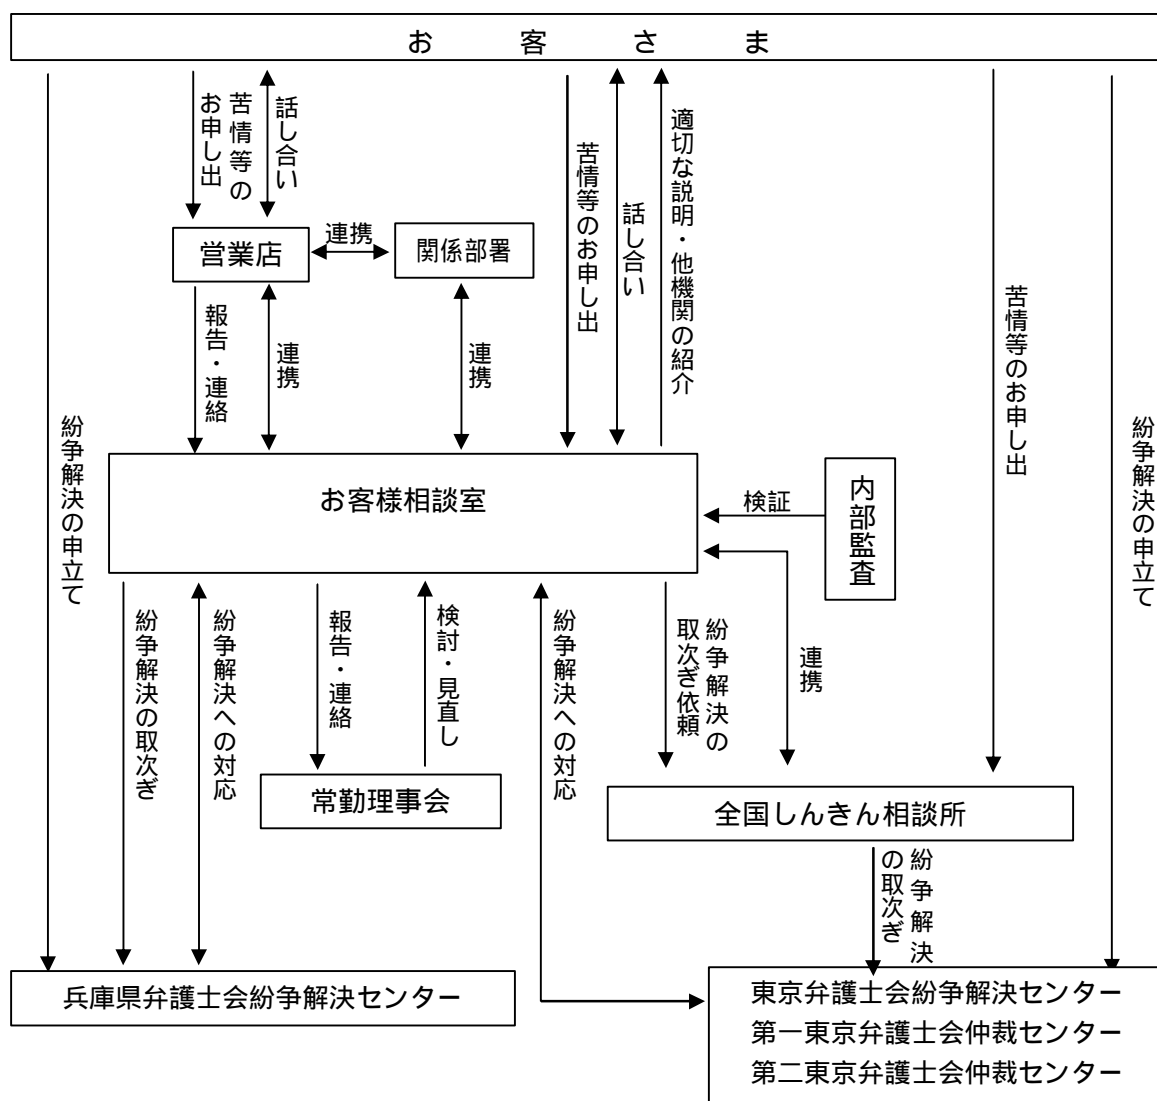 お客さま
苦情等の
お申し出
話し合い
苦情等のお申し出
話し合い
適切な説明・他機関の紹介
苦情等のお申し出
紛争解決の申立て
紛争解決の申立て
営業店
連携
関係部署
報告・連絡
連携
連携
お客様相談室
検証
内部監査
紛争解決の取次ぎ
紛争解決への対応
報告・連絡
検討・見直し
紛争解決への対応
紛争解決の
取次ぎ依頼
連携
常勤理事会
全国しんきん相談所
紛争解決
の取次ぎ
兵庫県弁護士会紛争解決センター
東京弁護士会紛争解決センター
第一東京弁護士会仲裁センター
第二東京弁護士会仲裁センター